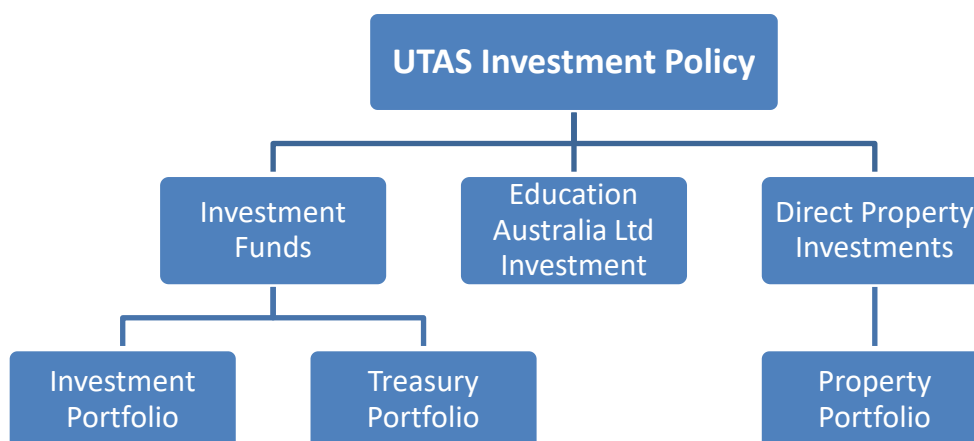 UTAS Investment Policy
Investment
Funds
Education
Australia Ltd
Investment
Direct Property
Investments
Investment
Portfolio
Treasury
Portfolio
Property
Portfolio